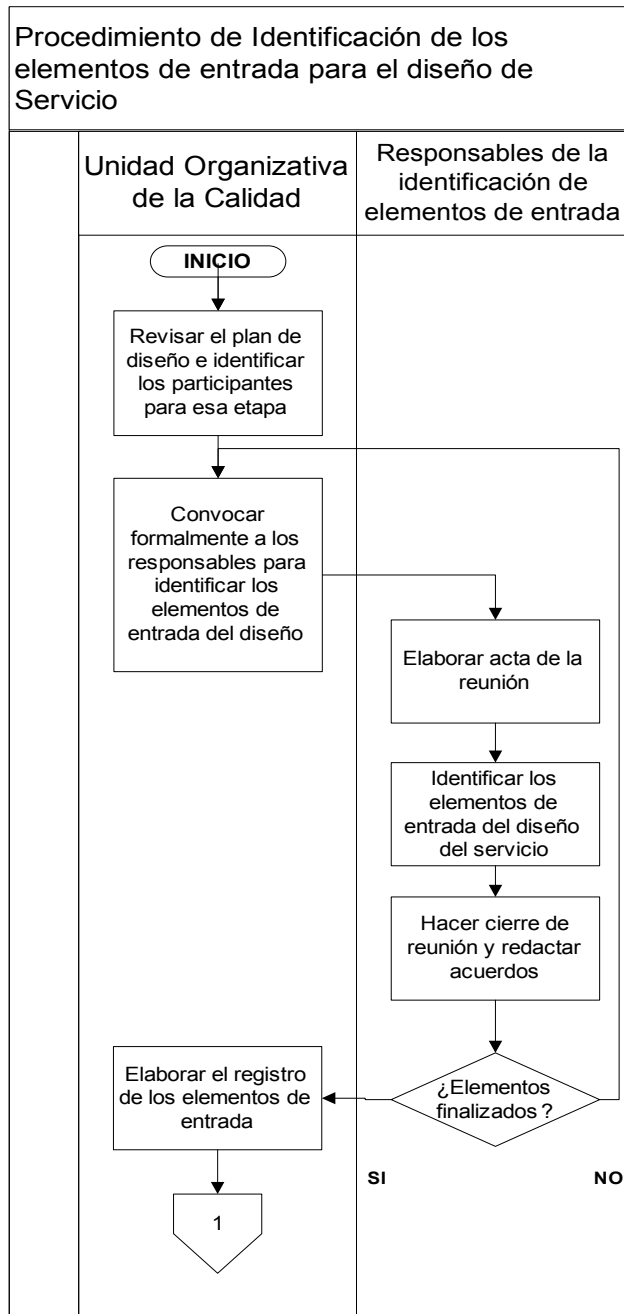 Procedimiento de Identificación de los
elementos de entrada para el diseño de
Servicio
Unidad Organizativa
de la Calidad
Responsables de la
identificación de
elementos de entrada
INICIO
Revisar el plan de
diseño e identificar
los participantes
para esa etapa
Convocar
formalmente a los
responsables para
identificar los
elementos de
entrada del diseño
Elaborar acta de la
reunión
Identificar los
elementos de
entrada del diseño
del servicio
Hacer cierre de
reunión y redactar
acuerdos
¿Elementos
finalizados ?
Elaborar el registro
de los elementos de
entrada
SI
NO
1